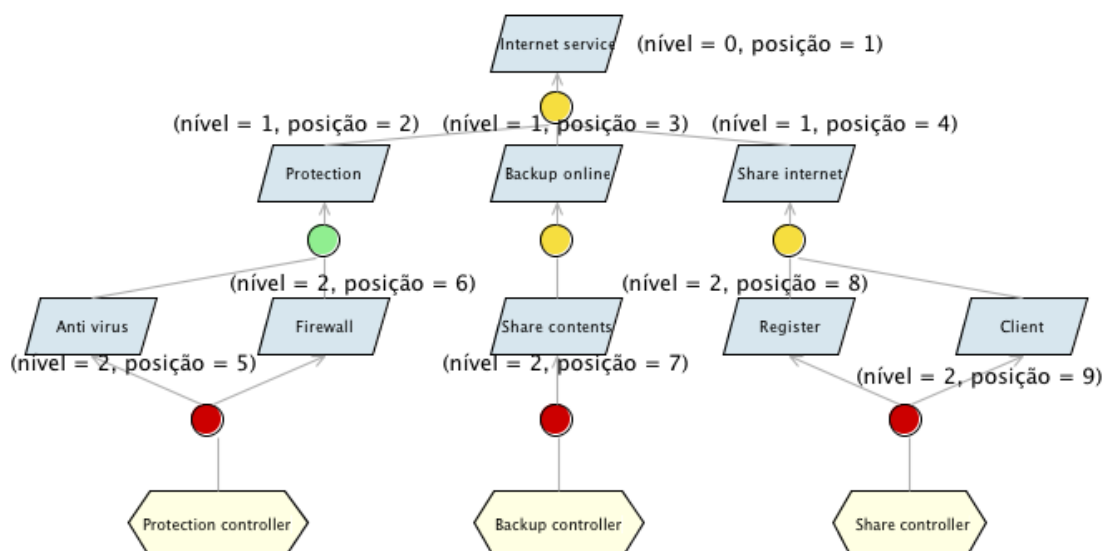 Internet service
(nível = 0, posição = 1)
(nível = 1, posição = 2)
(nível = 1, posição = 3)
(nível = 1, posição = 4)
Protection
Backup online
Share internet
(nível = 2, posição = 6)
(nível = 2, posição = 8)
Anti virus
Firewall
Share contents
Register
Client
(nível = 2, posição = 5)
(nível = 2, posição = 7)
(nível = 2, posição = 9)
Protection controller
Backup controller
Share controller